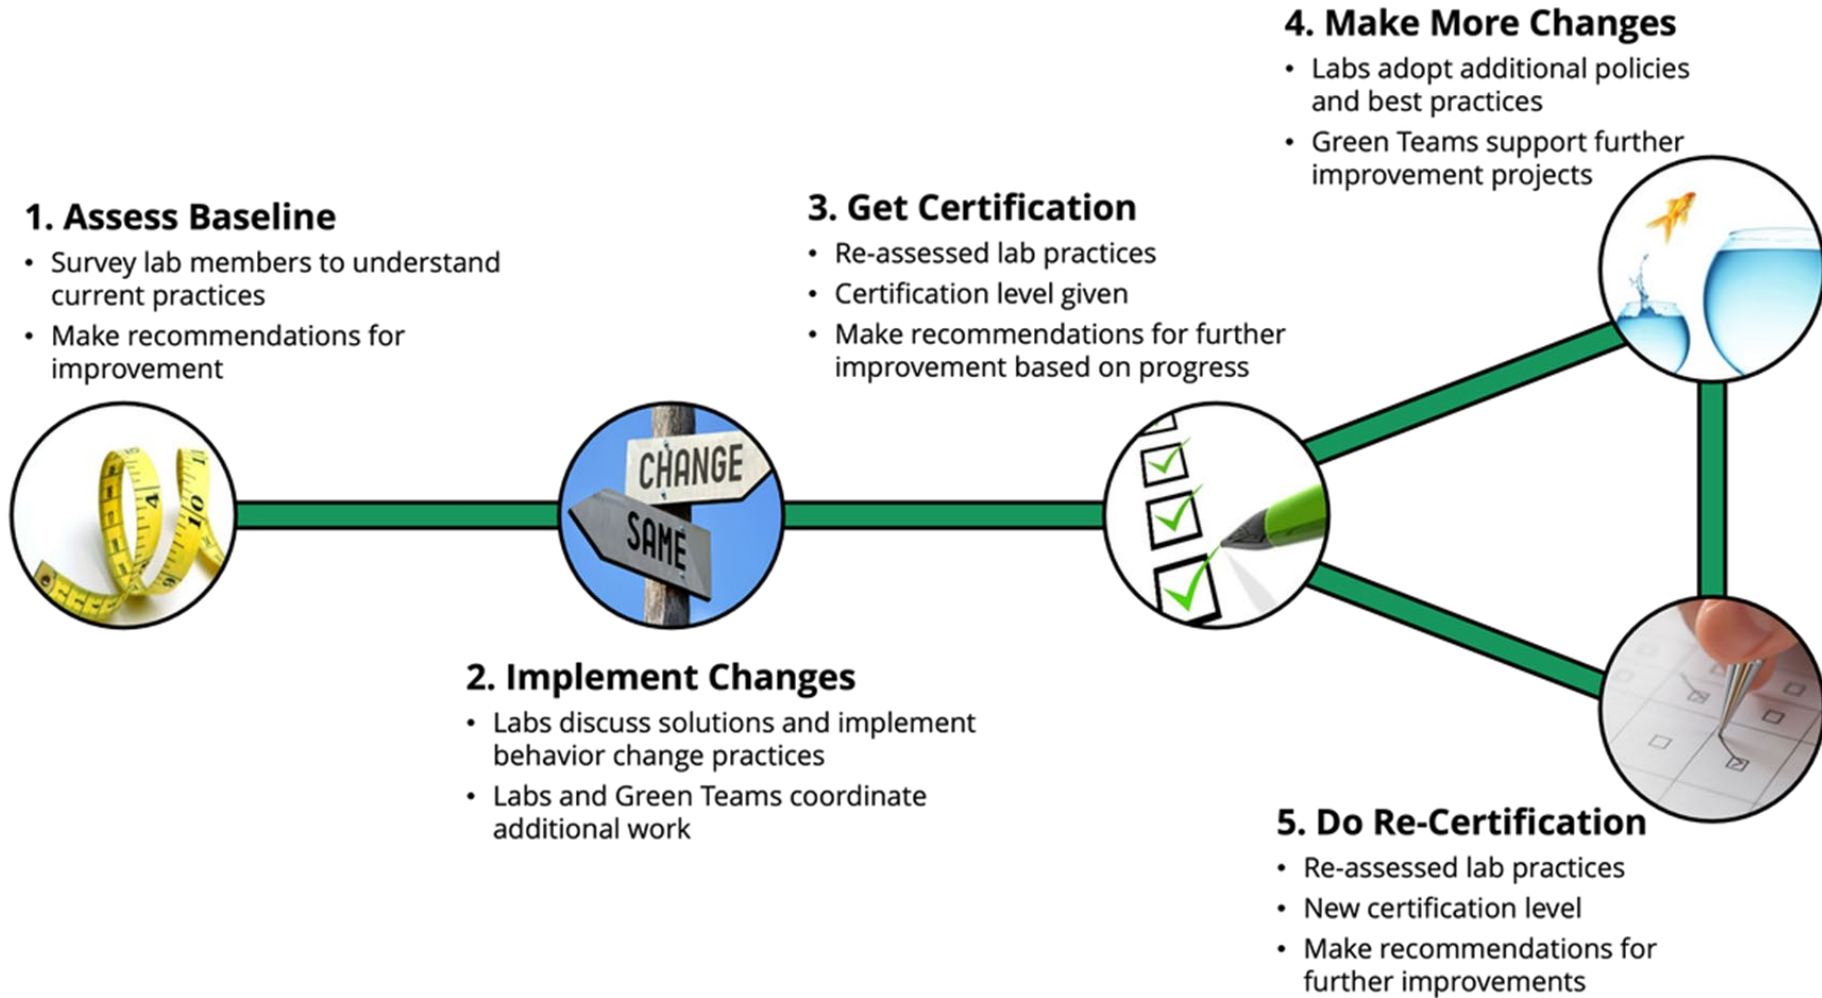 1. Assess Baseline
• Survey lab members to understand
current practices
• Make recommendations for
improvement
2. Implement Changes
• Labs discuss solutions and implement
behavior change practices
• Labs and Green Teams coordinate
additional work
3. Get Certification
• Re-assessed lab practices
• Certification level given
• Make recommendations for further
improvement based on progress
4. Make More Changes
• Labs adopt additional policies
and best practices
• Green Teams support further
improvement projects
5. Do Re-Certification
• Re-assessed lab practices
• New certification level
• Make recommendations for
further improvements
CHANGE
SAME
4
10
9